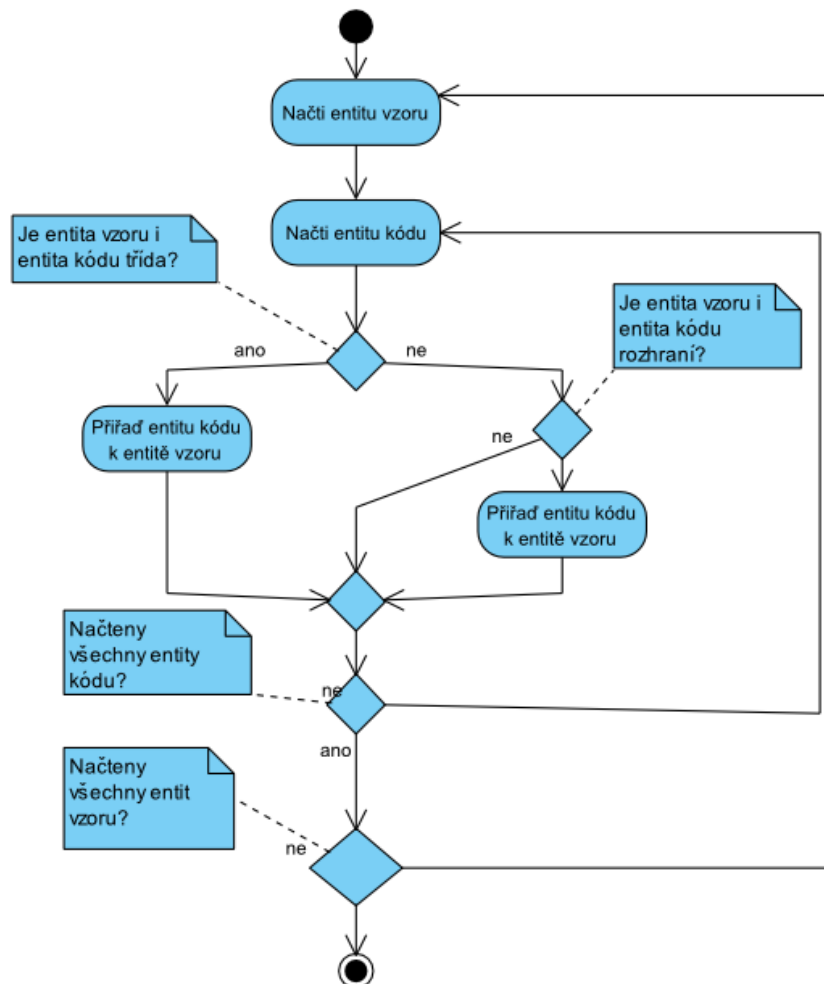 Načti entitu vzoru
Načti entitu kódu
Je entita vzoru i
entita kódu třída?
Je entita vzoru i
entita kódu
rozhraní?
ano
ne
Přiřaď entitu kódu
k entitě vzoru
ne
Přiřaď entitu kódu
k entitě vzoru
Načteny
všechny entity
kódu?
ne
ano
Načteny
všechny entit
vzoru?
ne